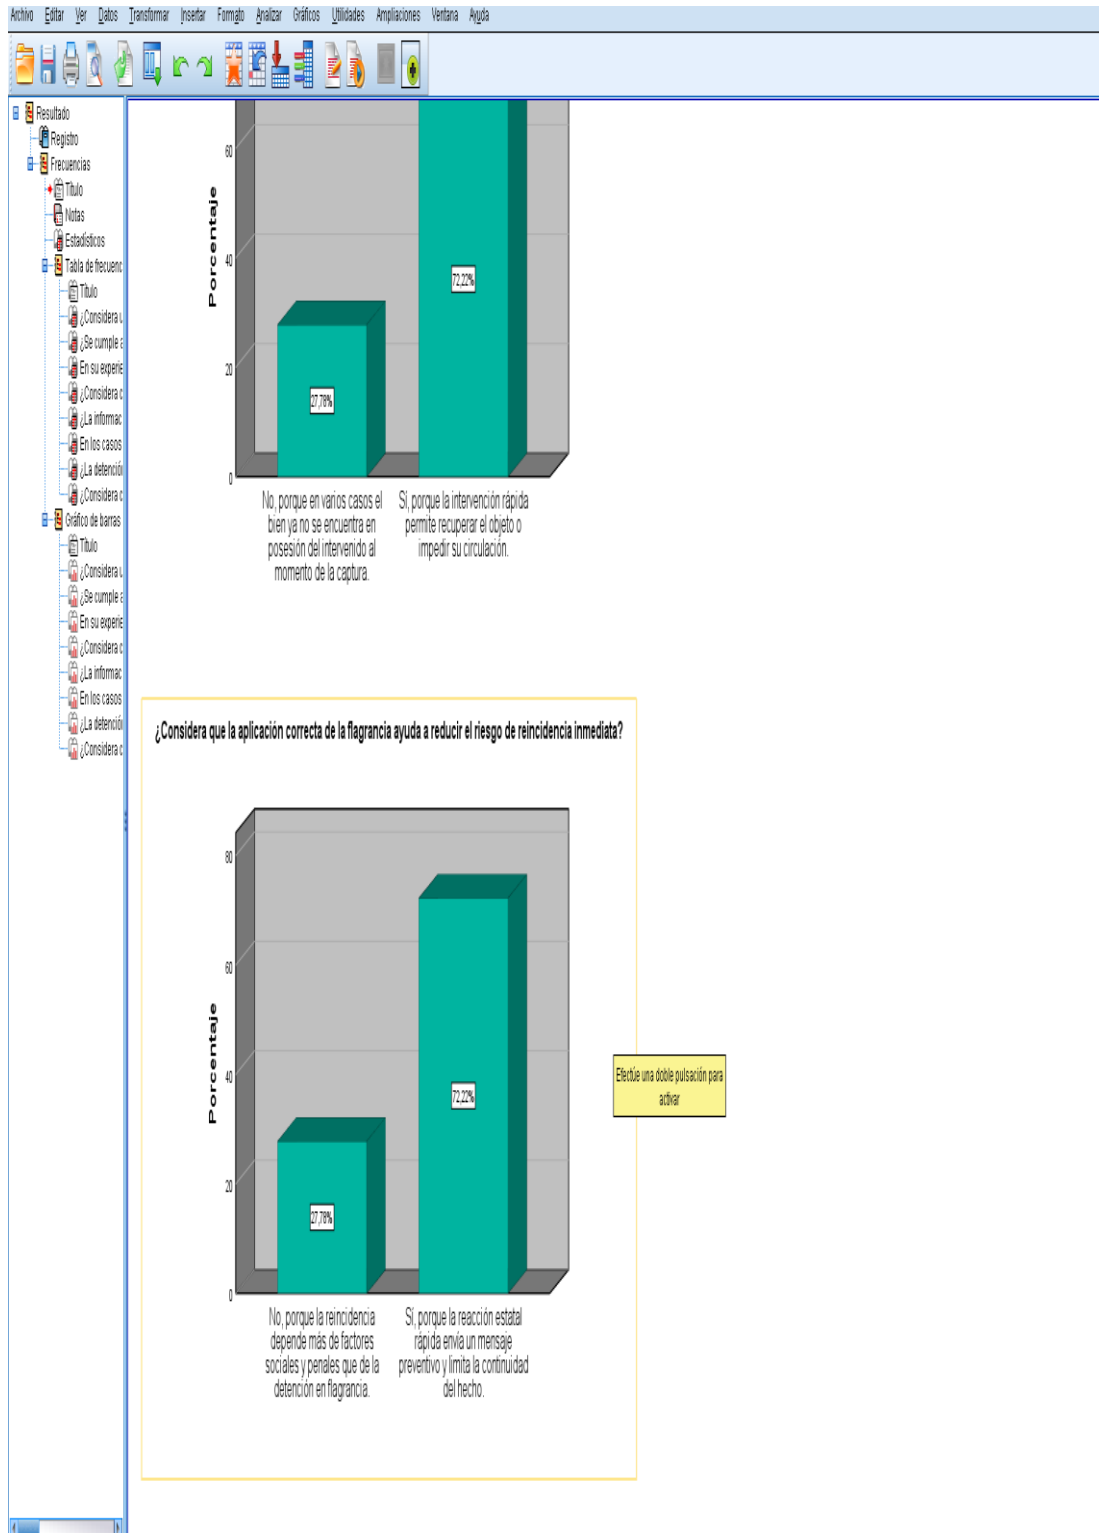 Archivo Editar Ver Datos Transformar Insertar Formato Analizar Gráficos Utilidades Ampliaciones Ventana Ayuda
Resultado
Registro
Frecuencias
Título
Notas
Estadísticos
Tabla de frecuenc
Título
¿Considera u
¿Se cumple a
En su experie
¿Considera c
¿La informac
En los casos
¿La detención
¿Considera c
Gráfico de barras
Título
¿Considera u
¿Se cumple a
En su experie
¿Considera c
¿La informac
En los casos
¿La detención
¿Considera c
Porcentaje
60
40
20
0
72,22%
27,78%
No, porque en varios casos el
bien ya no se encuentra en
posesión del intervenido al
momento de la captura.
Sí, porque la intervención rápida
permite recuperar el objeto o
impedir su circulación.
¿Considera que la aplicación correcta de la flagrancia ayuda a reducir el riesgo de reincidencia inmediata?
Porcentaje
80
60
40
20
0
72,22%
27,78%
No, porque la reincidencia
depende más de factores
sociales y penales que de la
detención en flagrancia.
Sí, porque la reacción estatal
rápida envía un mensaje
preventivo y limita la continuidad
del hecho.
Efectúe una doble pulsación para
activar